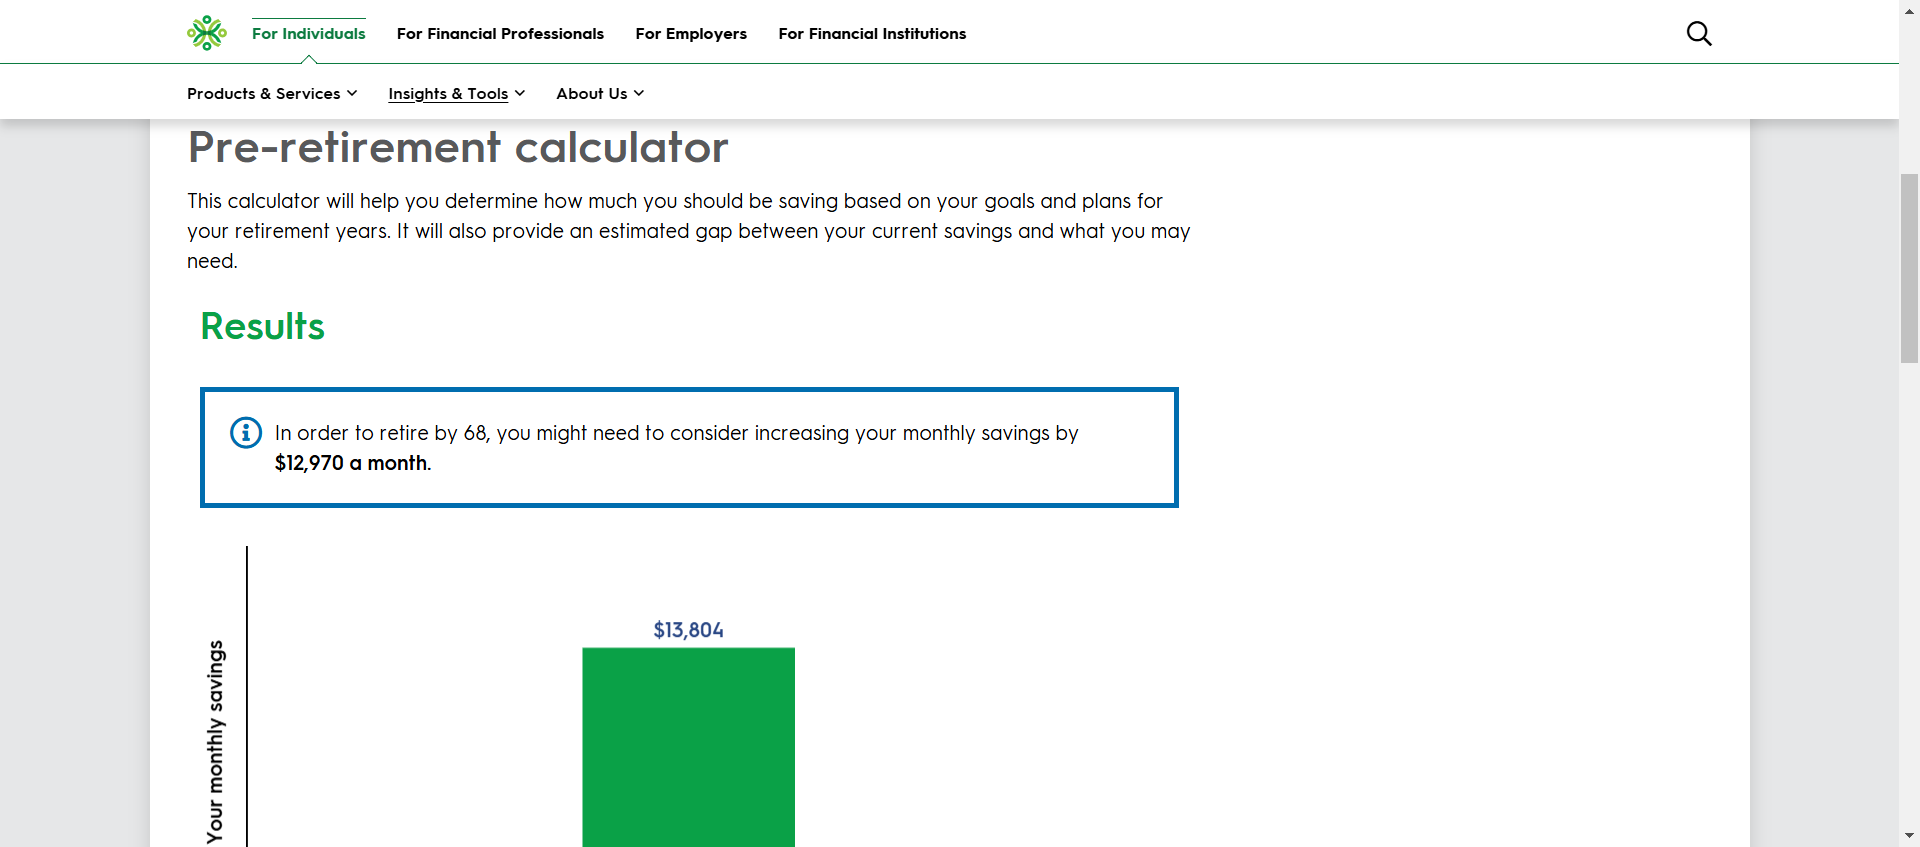 For Individuals
For Financial Professionals
For Employers
For Financial Institutions
Products & Services
Insights & Tools
About Us
Pre-retirement calculator
This calculator will help you determine how much you should be saving based on your goals and plans for
your retirement years. It will also provide an estimated gap between your current savings and what you may
need.
Results
In order to retire by 68, you might need to consider increasing your monthly savings by
$12,970 a month.
$13,804
Your monthly savings